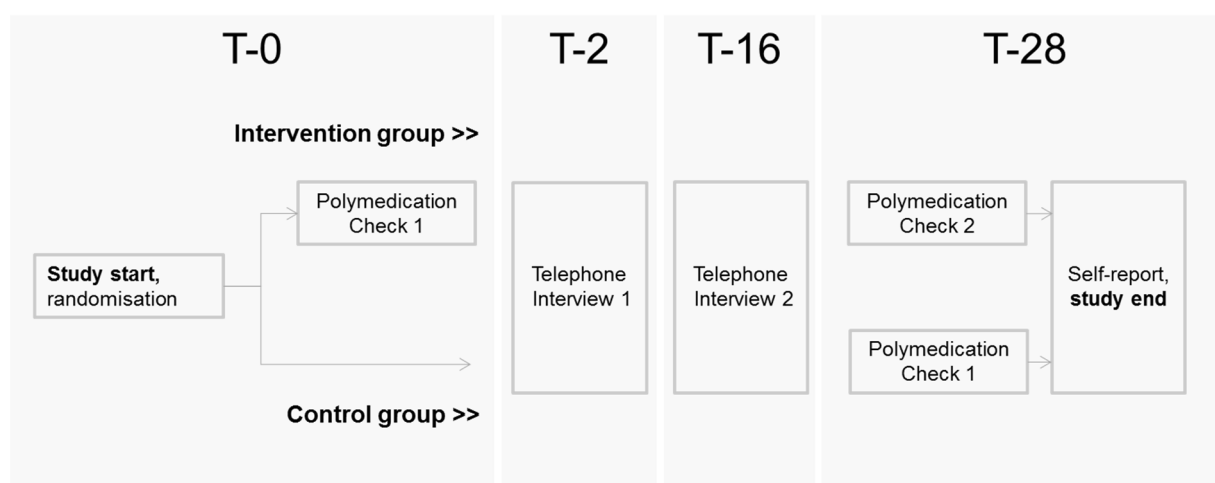 T-0
T-2
T-16
T-28
Intervention group >>
Polymedication
Check 1
Study start,
randomisation
Control group >>
Telephone
Interview 1
Telephone
Interview 2
Polymedication
Check 2
Polymedication
Check 1
Self-report,
study end